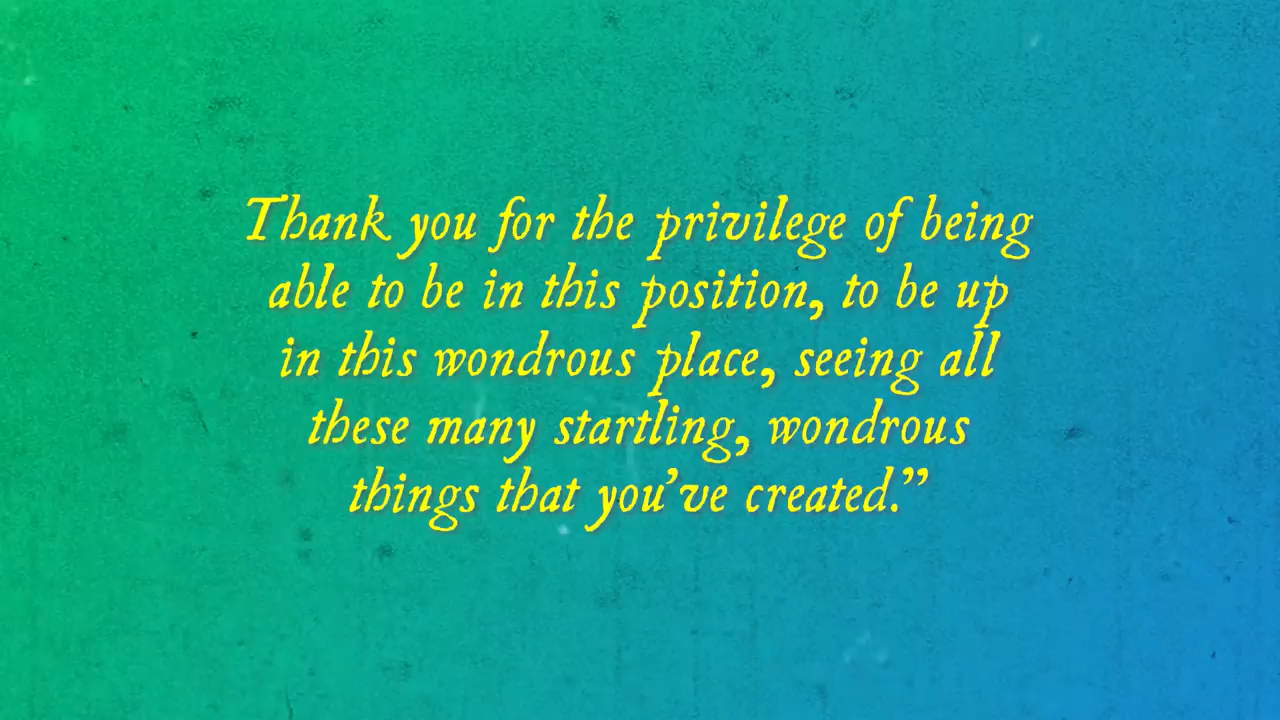 Thank you for the privilege of being
able to be in this position, to be up
in this wondrous place, seeing all
these many startling, wondrous
things that you’ve created.”